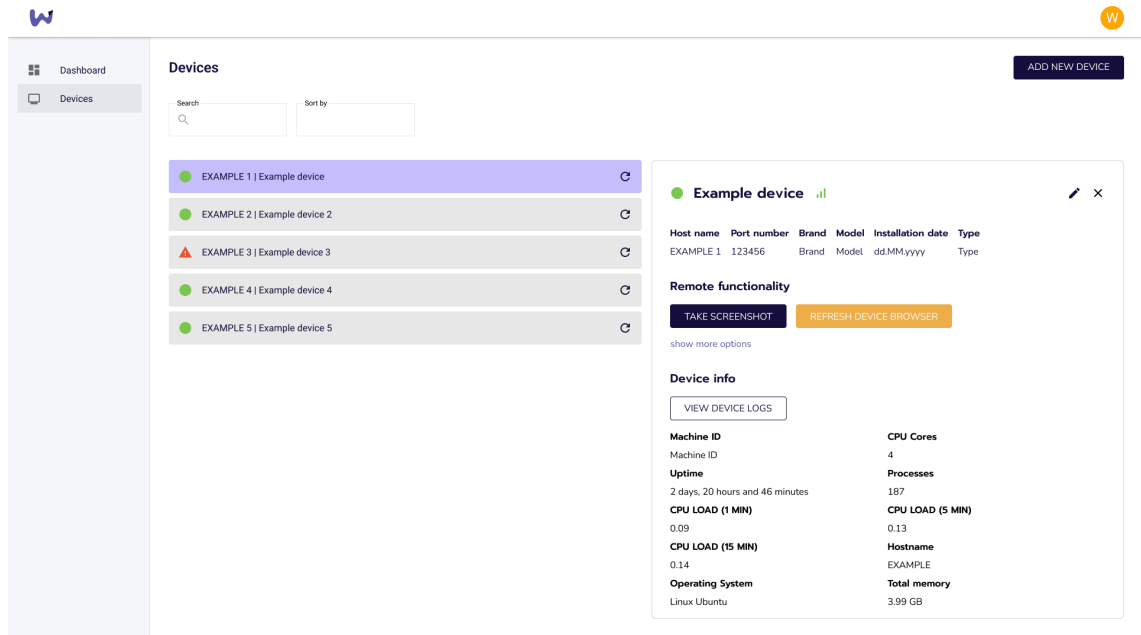 W
Dashboard
Devices
Devices
ADD NEW DEVICE
Search
Sort by
EXAMPLE 1 | Example device
EXAMPLE 2 | Example device 2
EXAMPLE 3 | Example device 3
EXAMPLE 4 | Example device 4
EXAMPLE 5 | Example device 5
Example device
Host name Port number Brand Model Installation date Type
EXAMPLE 1 123456 Brand Model dd.MM.yyyy Type
Remote functionality
TAKE SCREENSHOT REFRESH DEVICE BROWSER
show more options
Device info
VIEW DEVICE LOGS
Machine ID CPU Cores
Machine ID 4
Uptime Processes
2 days, 20 hours and 46 minutes 187
CPU LOAD (1 MIN) CPU LOAD (5 MIN)
0.09 0.13
CPU LOAD (15 MIN) Hostname
0.14 EXAMPLE
Operating System Total memory
Linux Ubuntu 3.99 GB